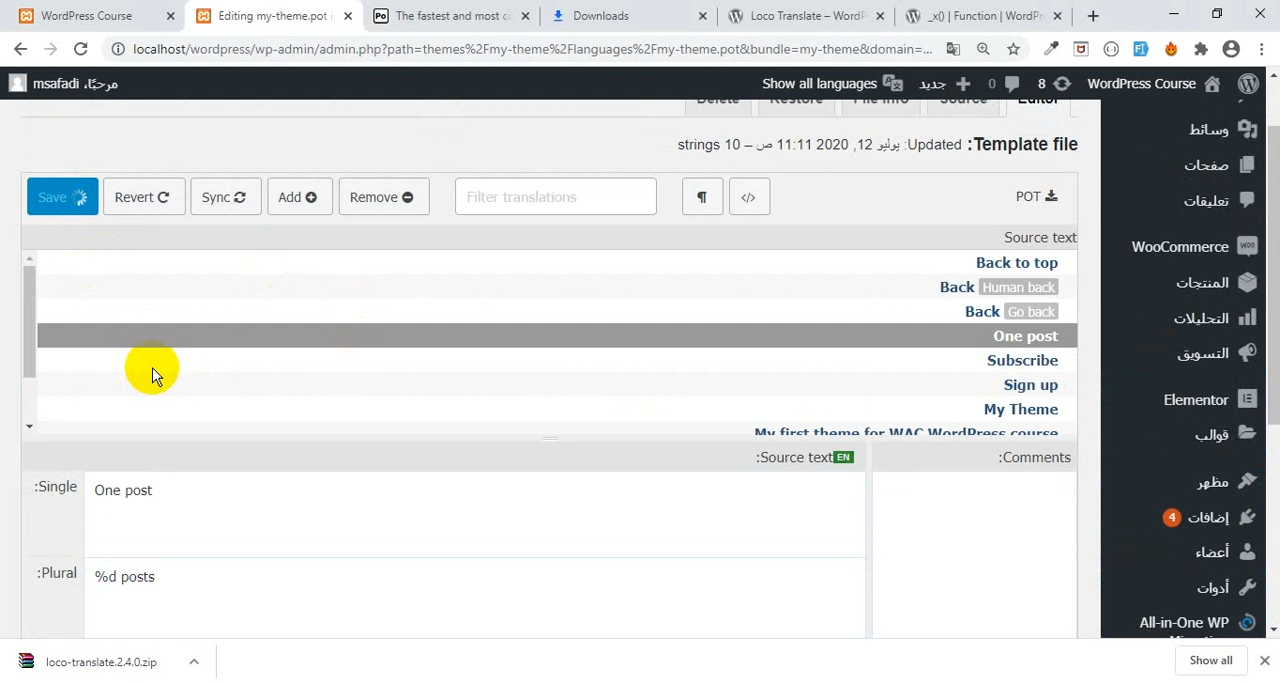 WordPress Course
Editing my-theme.pot i
The fastest and most c
Downloads
Loco Translate – WordP
_x() | Function | WordPr
localhost/wordpress/wp-admin/admin.php?path=themes%2Fmy-theme%2Flanguages%2Fmy-theme.pot&bundle=my-theme&domain=...
مرحبًا، msafadi
Show all languages
جديد
0
8
WordPress Course
Delete
Restore
File info
Source
Editor
Template file:
Updated: يوليو 12, 2020 11:11 ص – 10 strings
Save
Revert
Sync
Add
Remove
Filter translations
¶
</>
POT
Source text
Back to top
Back Human back
Back Go back
One post
Subscribe
Sign up
My Theme
My first theme for WAC WordPress course
Source text: EN
Comments:
Single:
One post
Plural:
%d posts
وسائط
صفحات
تعليقات
WooCommerce
المنتجات
التحليلات
التسويق
Elementor
قوالب
مظهر
إضافات 4
أعضاء
أدوات
All-in-One WP
loco-translate.2.4.0.zip
Show all